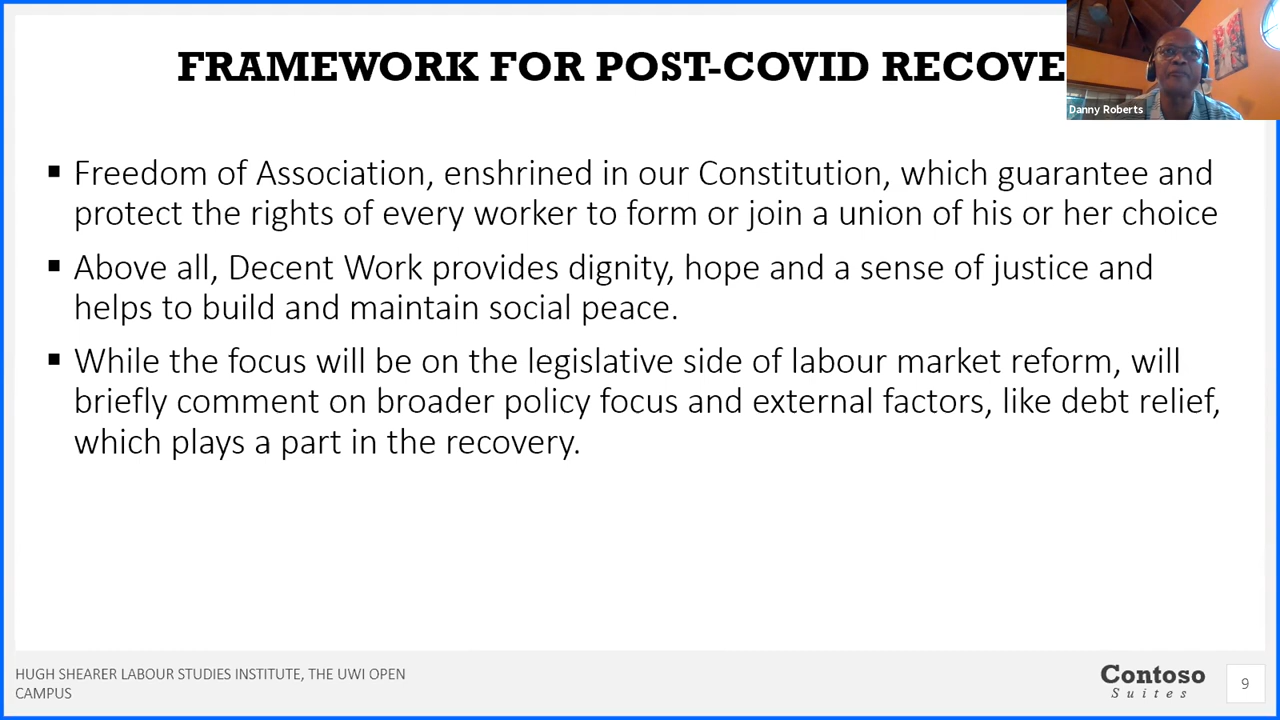 FRAMEWORK FOR POST-COVID RECOVE
Danny Roberts
▪ Freedom of Association, enshrined in our Constitution, which guarantee and
protect the rights of every worker to form or join a union of his or her choice
▪ Above all, Decent Work provides dignity, hope and a sense of justice and
helps to build and maintain social peace.
▪ While the focus will be on the legislative side of labour market reform, will
briefly comment on broader policy focus and external factors, like debt relief,
which plays a part in the recovery.
HUGH SHEARER LABOUR STUDIES INSTITUTE, THE UWI OPEN
CAMPUS
Contoso
Suites
9